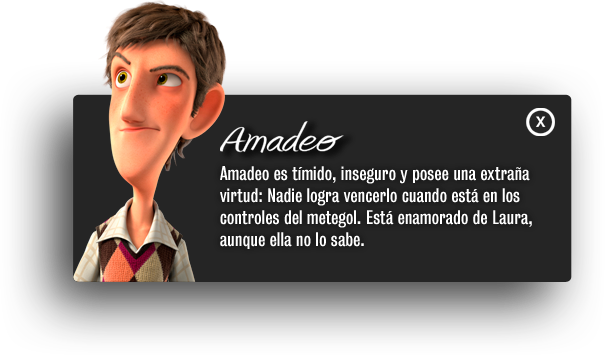 Amadeo
X
Amadeo es tímido, inseguro y posee una extraña
virtud: Nadie logra vencerlo cuando está en los
controles del metegol. Está enamorado de Laura,
aunque ella no lo sabe.